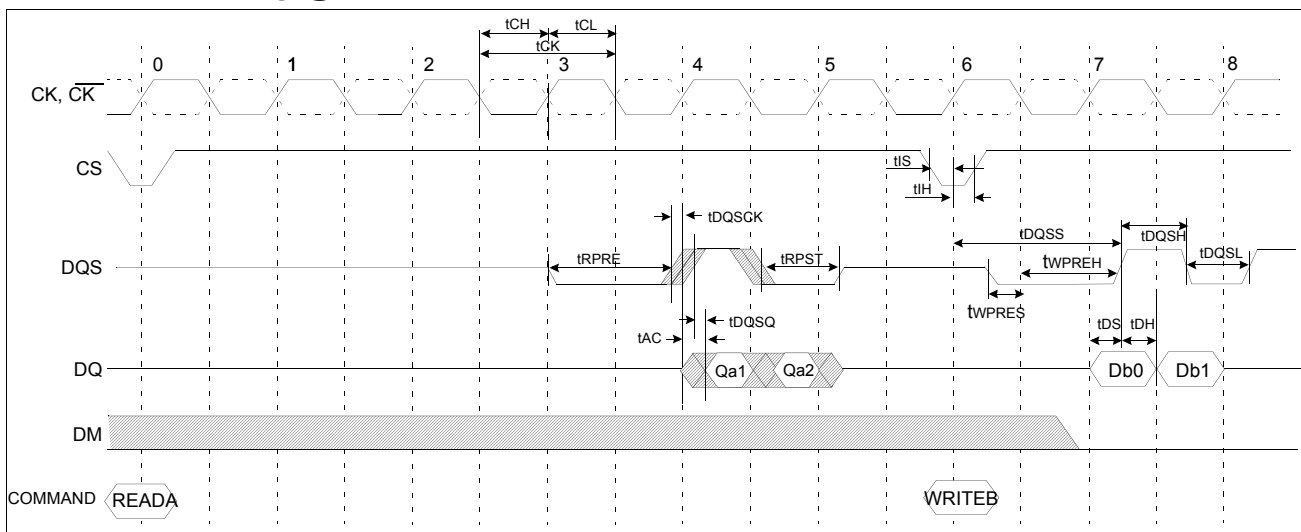 tCH tCL
tCK
0 1 2 3 4 5 6 7 8
CK, CK
CS
tIS
tIH
tDQSCK
tDQSS tDQSH
DQS tRPRE tRPST tWPREH tDQSL
tWPRES
tDQSQ
tAC tDS tDH
DQ Qa1 Qa2 Db0 Db1
DM
COMMAND READA WRITEB